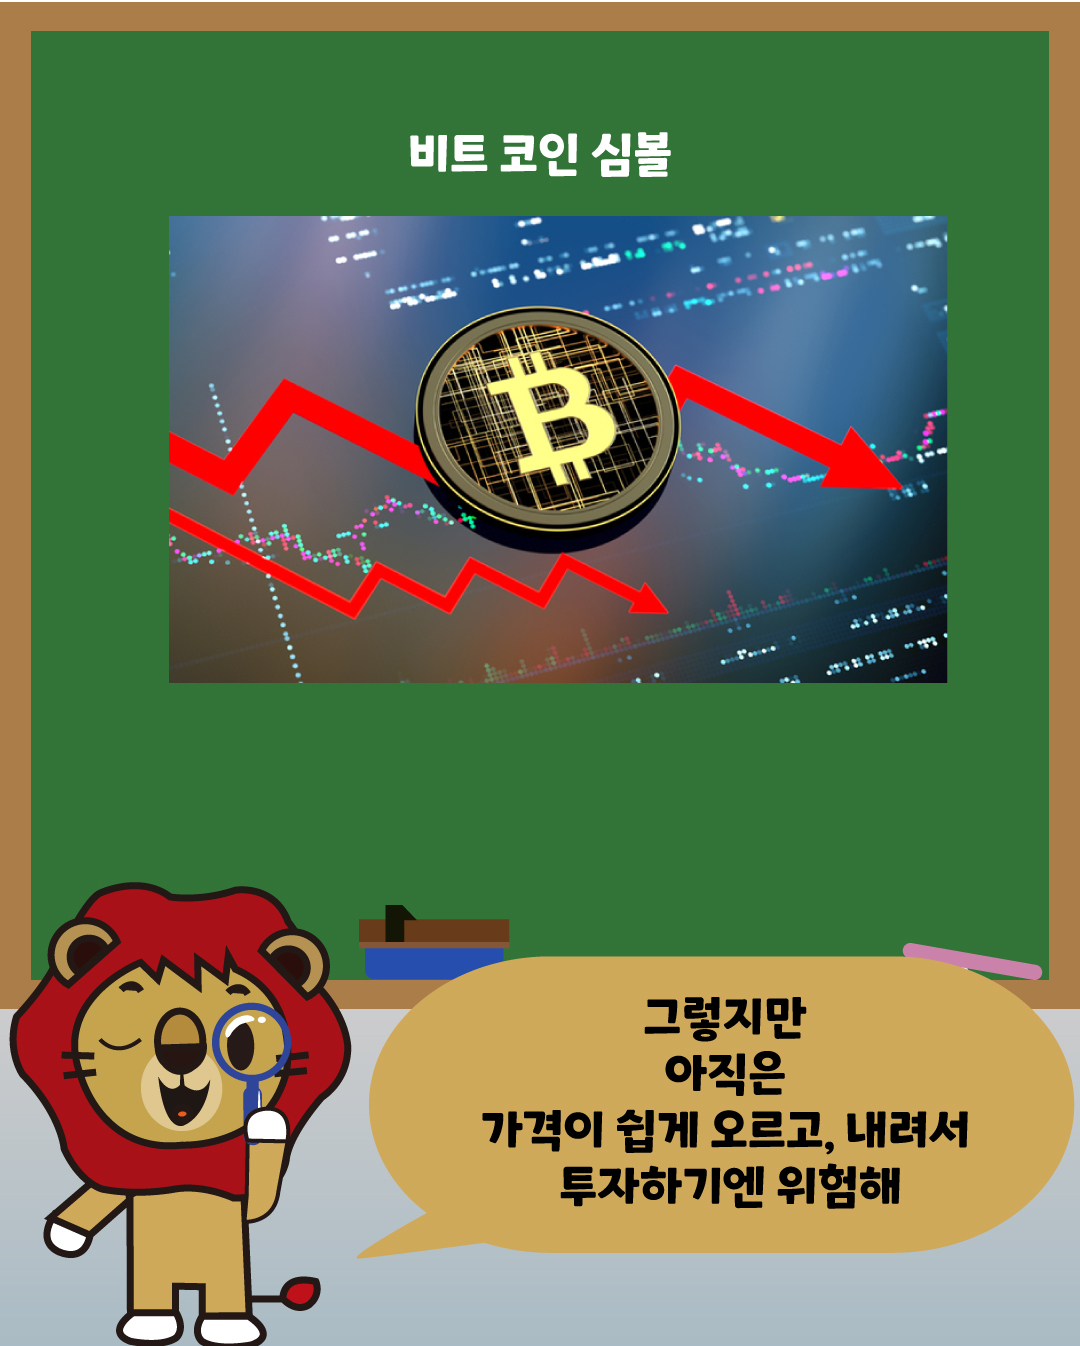 비트 코인 심볼
그렇지만
아직은
가격이 쉽게 오르고, 내려서
투자하기엔 위험해